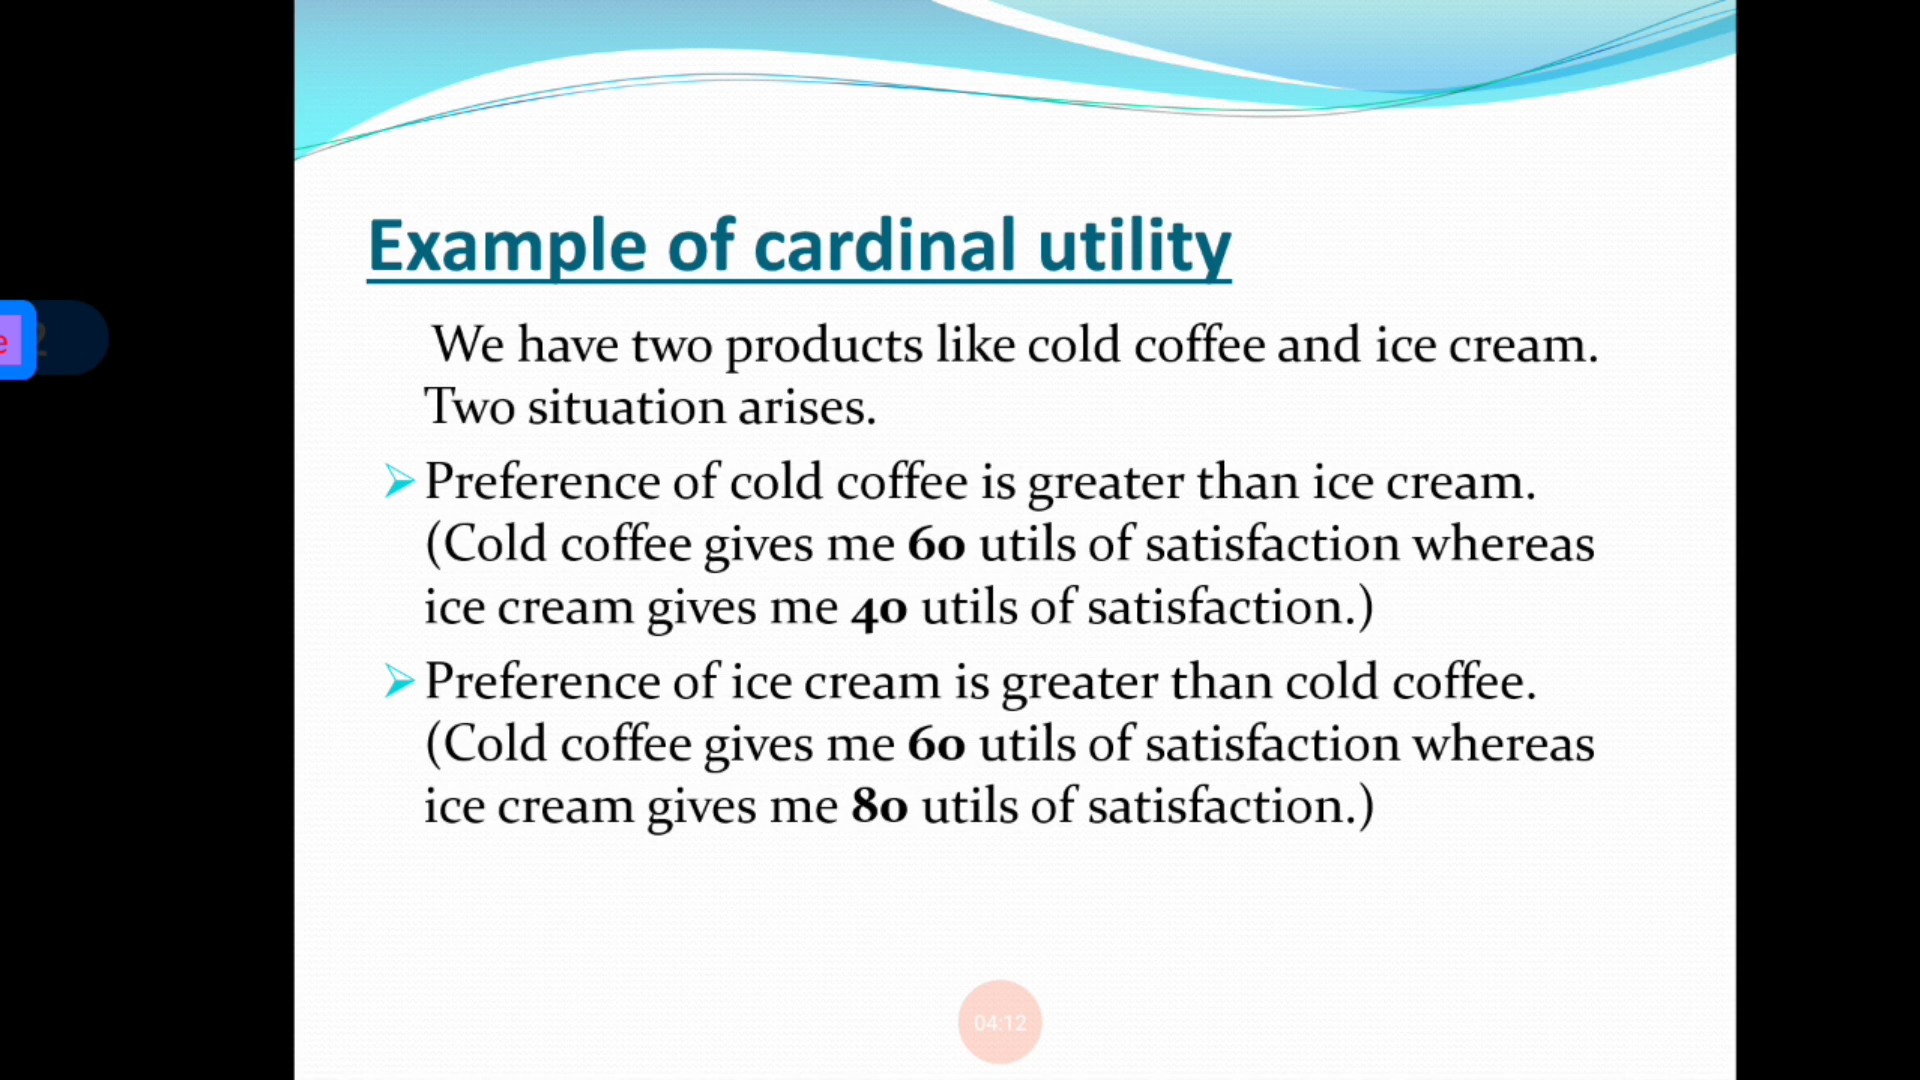 Example of cardinal utility
We have two products like cold coffee and ice cream.
Two situation arises.
Preference of cold coffee is greater than ice cream.
(Cold coffee gives me 60 utils of satisfaction whereas
ice cream gives me 40 utils of satisfaction.)
Preference of ice cream is greater than cold coffee.
(Cold coffee gives me 60 utils of satisfaction whereas
ice cream gives me 80 utils of satisfaction.)
04:12